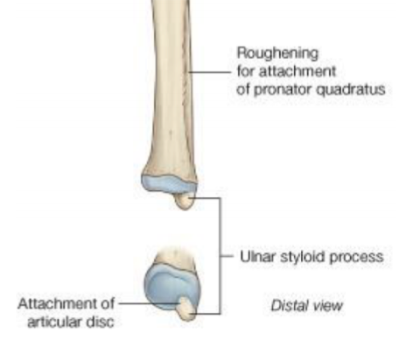 Roughening
for attachment
of pronator quadratus
Ulnar styloid process
Attachment of
articular disc
Distal view